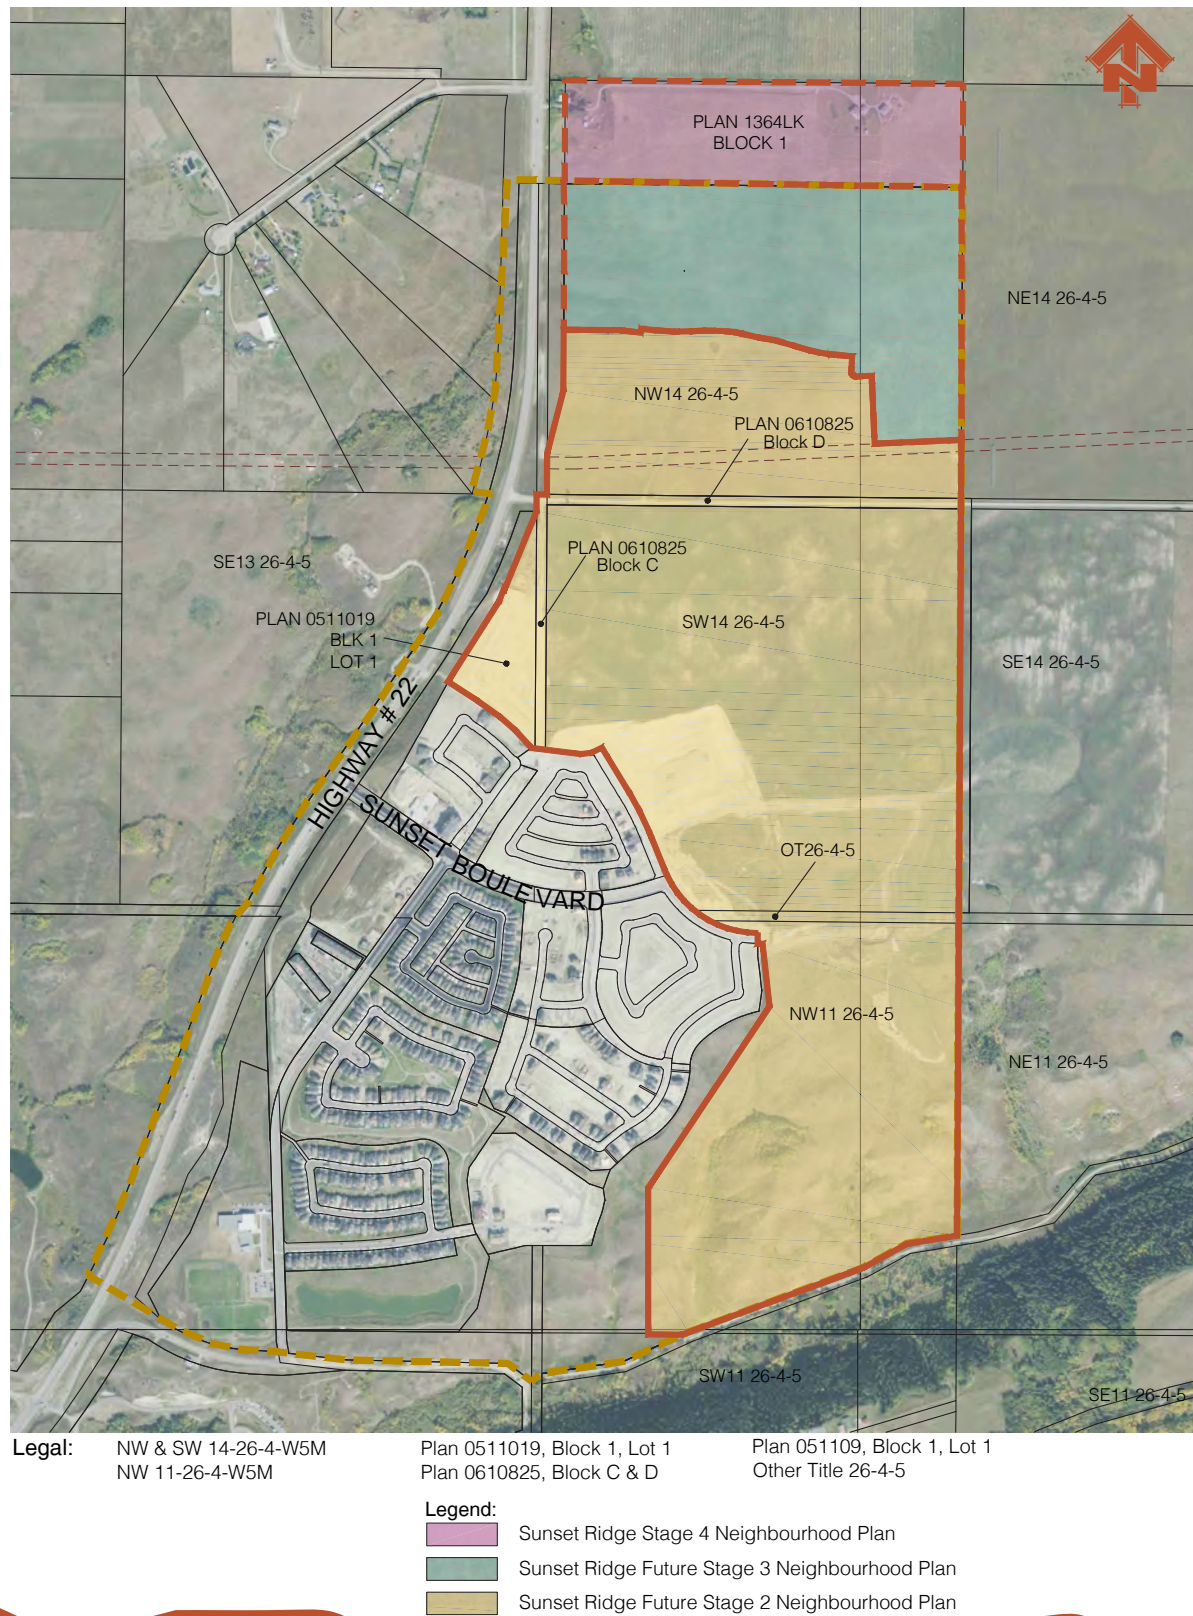 N
PLAN 1364LK
BLOCK 1
NE14 26-4-5
NW14 26-4-5
PLAN 0610825
Block D
PLAN 0610825
Block C
SE13 26-4-5
PLAN 0511019
BLK 1
LOT 1
SW14 26-4-5
SE14 26-4-5
HIGHWAY # 22
SUNSET BOULEVARD
OT26-4-5
NW11 26-4-5
NE11 26-4-5
SW11 26-4-5
SE11 26-4-5
Legal:
NW & SW 14-26-4-W5M
NW 11-26-4-W5M
Plan 0511019, Block 1, Lot 1
Plan 0610825, Block C & D
Plan 051109, Block 1, Lot 1
Other Title 26-4-5
Legend:
Sunset Ridge Stage 4 Neighbourhood Plan
Sunset Ridge Future Stage 3 Neighbourhood Plan
Sunset Ridge Future Stage 2 Neighbourhood Plan